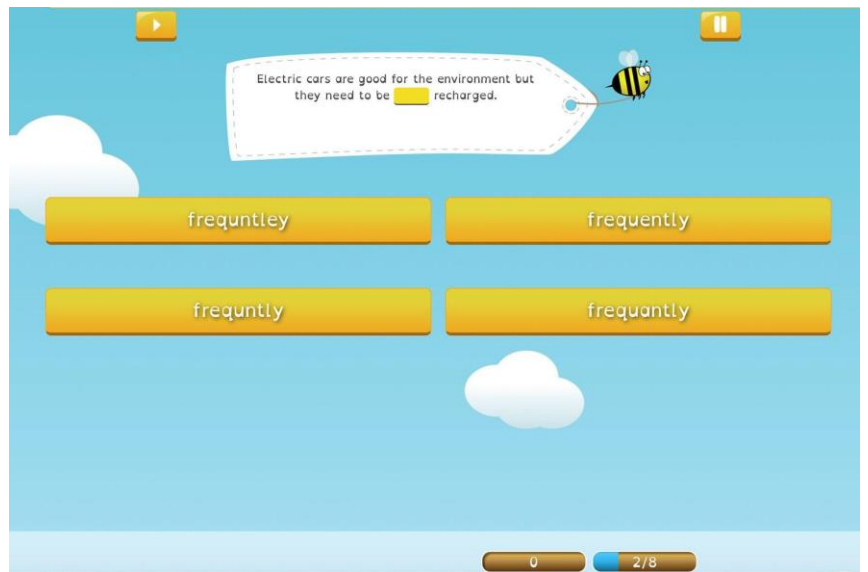 Electric cars are good for the environment but
they need to be recharged.
frequntley
frequently
frequntly
frequantly
0
2/8